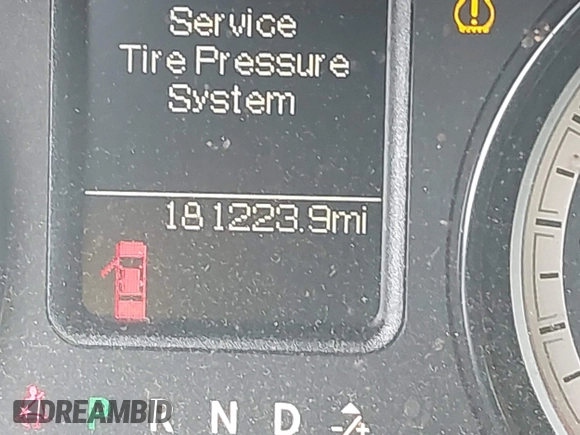 Service
Tire Pressure
System
181223.9mi
P R N D -/+
DREAMBID